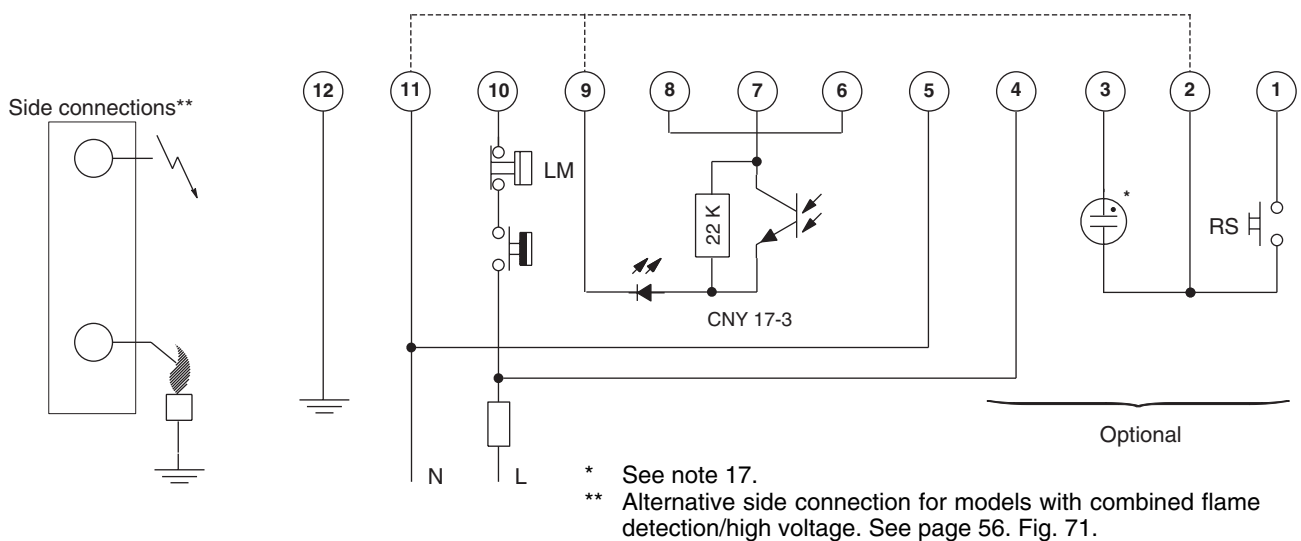 12 11 10 9 8 7 6 5 4 3 2 1
Side connections**
LM
*
22 K
RS
CNY 17-3
Optional
N L
* See note 17.
** Alternative side connection for models with combined flame
detection/high voltage. See page 56. Fig. 71.